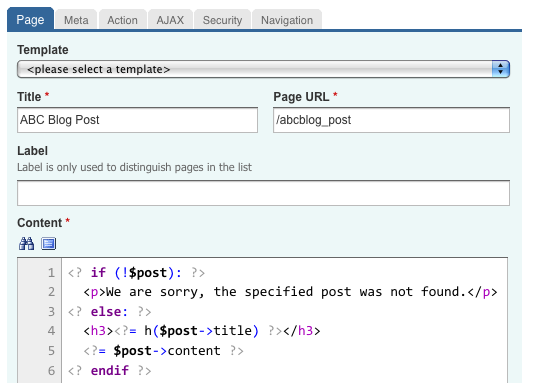 Page Meta Action AJAX Security Navigation
Template
<please select a template>
Title * Page URL *
ABC Blog Post /abcblog_post
Label
Label is only used to distinguish pages in the list
Content *
1 <? if (!$post): ?>
2 <p>We are sorry, the specified post was not found.</p>
3 <? else: ?>
4 <h3><?= h($post->title) ?></h3>
5 <?= $post->content ?>
6 <? endif ?>